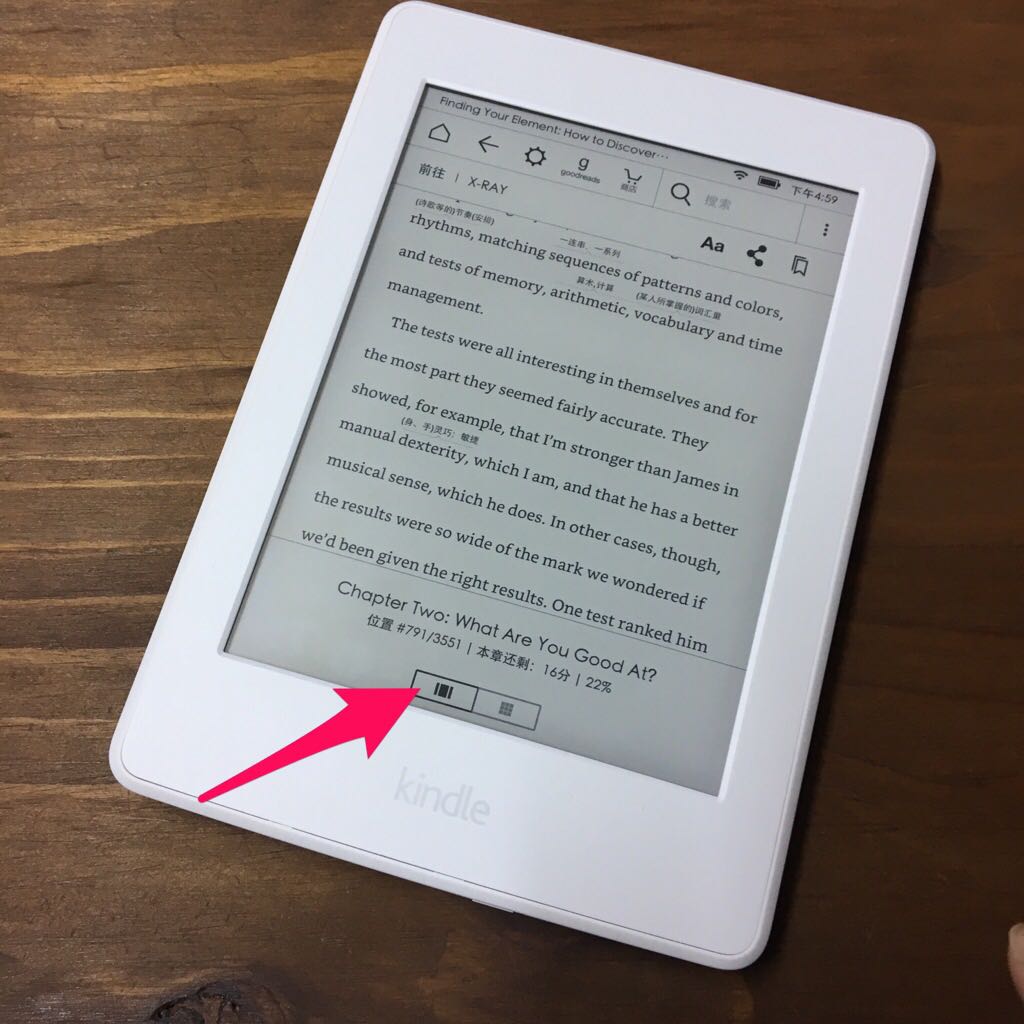 Finding Your Element: How to Discover…
下午4:59
goodreads
商店
搜索
前往 | X-RAY
Aa
(诗歌等的)节奏(安排)
一连串、一系列
rhythms, matching sequences of patterns and colors,
算术,计算 (某人所掌握的)词汇量
and tests of memory, arithmetic, vocabulary and time
management.
The tests were all interesting in themselves and for
the most part they seemed fairly accurate. They
showed, for example, that I'm stronger than James in
(身、手)灵巧；敏捷
manual dexterity, which I am, and that he has a better
musical sense, which he does. In other cases, though,
the results were so wide of the mark we wondered if
we'd been given the right results. One test ranked him
Chapter Two: What Are You Good At?
位置 #791/3551 | 本章还剩：16分 | 22%
kindle